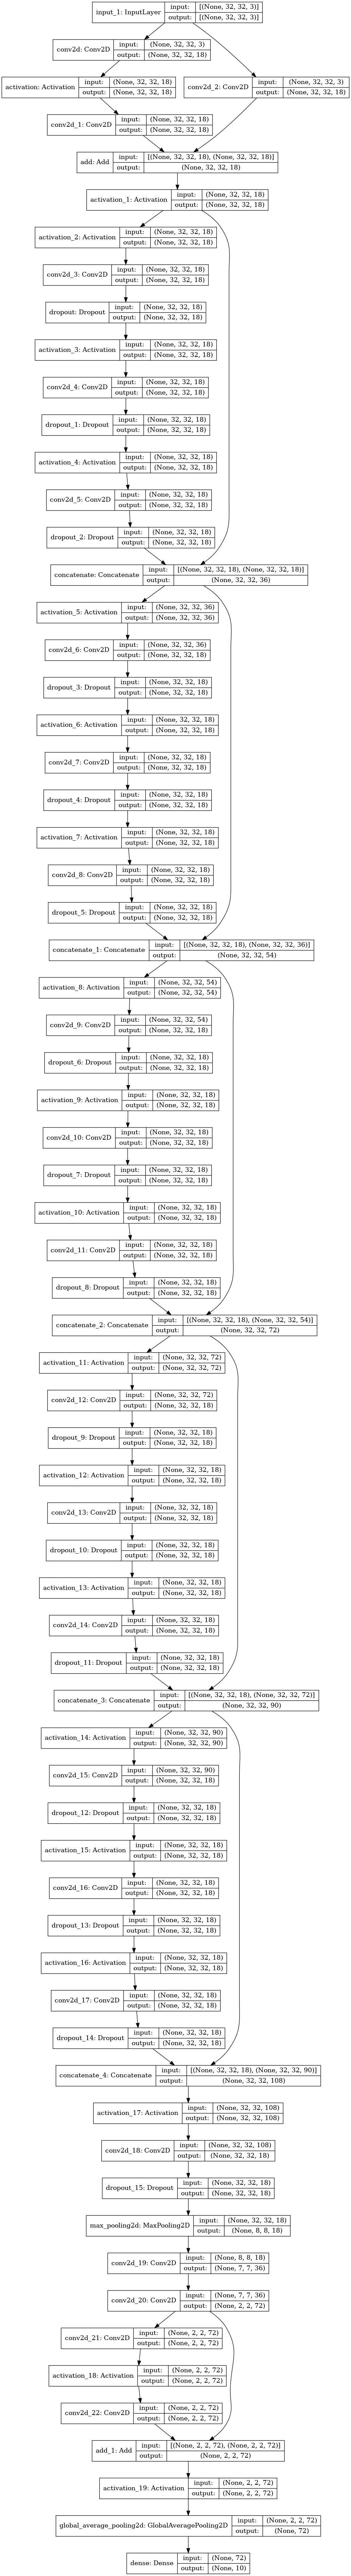 input_1: InputLayer
input: [(None, 32, 32, 3)]
output: [(None, 32, 32, 3)]
conv2d: Conv2D
input: (None, 32, 32, 3)
output: (None, 32, 32, 18)
activation: Activation
input: (None, 32, 32, 18)
output: (None, 32, 32, 18)
conv2d_2: Conv2D
input: (None, 32, 32, 3)
output: (None, 32, 32, 18)
conv2d_1: Conv2D
input: (None, 32, 32, 18)
output: (None, 32, 32, 18)
add: Add
input: [(None, 32, 32, 18), (None, 32, 32, 18)]
output: (None, 32, 32, 18)
activation_1: Activation
input: (None, 32, 32, 18)
output: (None, 32, 32, 18)
activation_2: Activation
input: (None, 32, 32, 18)
output: (None, 32, 32, 18)
conv2d_3: Conv2D
input: (None, 32, 32, 18)
output: (None, 32, 32, 18)
dropout: Dropout
input: (None, 32, 32, 18)
output: (None, 32, 32, 18)
activation_3: Activation
input: (None, 32, 32, 18)
output: (None, 32, 32, 18)
conv2d_4: Conv2D
input: (None, 32, 32, 18)
output: (None, 32, 32, 18)
dropout_1: Dropout
input: (None, 32, 32, 18)
output: (None, 32, 32, 18)
activation_4: Activation
input: (None, 32, 32, 18)
output: (None, 32, 32, 18)
conv2d_5: Conv2D
input: (None, 32, 32, 18)
output: (None, 32, 32, 18)
dropout_2: Dropout
input: (None, 32, 32, 18)
output: (None, 32, 32, 18)
concatenate: Concatenate
input: [(None, 32, 32, 18), (None, 32, 32, 18)]
output: (None, 32, 32, 36)
activation_5: Activation
input: (None, 32, 32, 36)
output: (None, 32, 32, 36)
conv2d_6: Conv2D
input: (None, 32, 32, 36)
output: (None, 32, 32, 18)
dropout_3: Dropout
input: (None, 32, 32, 18)
output: (None, 32, 32, 18)
activation_6: Activation
input: (None, 32, 32, 18)
output: (None, 32, 32, 18)
conv2d_7: Conv2D
input: (None, 32, 32, 18)
output: (None, 32, 32, 18)
dropout_4: Dropout
input: (None, 32, 32, 18)
output: (None, 32, 32, 18)
activation_7: Activation
input: (None, 32, 32, 18)
output: (None, 32, 32, 18)
conv2d_8: Conv2D
input: (None, 32, 32, 18)
output: (None, 32, 32, 18)
dropout_5: Dropout
input: (None, 32, 32, 18)
output: (None, 32, 32, 18)
concatenate_1: Concatenate
input: [(None, 32, 32, 18), (None, 32, 32, 36)]
output: (None, 32, 32, 54)
activation_8: Activation
input: (None, 32, 32, 54)
output: (None, 32, 32, 54)
conv2d_9: Conv2D
input: (None, 32, 32, 54)
output: (None, 32, 32, 18)
dropout_6: Dropout
input: (None, 32, 32, 18)
output: (None, 32, 32, 18)
activation_9: Activation
input: (None, 32, 32, 18)
output: (None, 32, 32, 18)
conv2d_10: Conv2D
input: (None, 32, 32, 18)
output: (None, 32, 32, 18)
dropout_7: Dropout
input: (None, 32, 32, 18)
output: (None, 32, 32, 18)
activation_10: Activation
input: (None, 32, 32, 18)
output: (None, 32, 32, 18)
conv2d_11: Conv2D
input: (None, 32, 32, 18)
output: (None, 32, 32, 18)
dropout_8: Dropout
input: (None, 32, 32, 18)
output: (None, 32, 32, 18)
concatenate_2: Concatenate
input: [(None, 32, 32, 18), (None, 32, 32, 54)]
output: (None, 32, 32, 72)
activation_11: Activation
input: (None, 32, 32, 72)
output: (None, 32, 32, 72)
conv2d_12: Conv2D
input: (None, 32, 32, 72)
output: (None, 32, 32, 18)
dropout_9: Dropout
input: (None, 32, 32, 18)
output: (None, 32, 32, 18)
activation_12: Activation
input: (None, 32, 32, 18)
output: (None, 32, 32, 18)
conv2d_13: Conv2D
input: (None, 32, 32, 18)
output: (None, 32, 32, 18)
dropout_10: Dropout
input: (None, 32, 32, 18)
output: (None, 32, 32, 18)
activation_13: Activation
input: (None, 32, 32, 18)
output: (None, 32, 32, 18)
conv2d_14: Conv2D
input: (None, 32, 32, 18)
output: (None, 32, 32, 18)
dropout_11: Dropout
input: (None, 32, 32, 18)
output: (None, 32, 32, 18)
concatenate_3: Concatenate
input: [(None, 32, 32, 18), (None, 32, 32, 72)]
output: (None, 32, 32, 90)
activation_14: Activation
input: (None, 32, 32, 90)
output: (None, 32, 32, 90)
conv2d_15: Conv2D
input: (None, 32, 32, 90)
output: (None, 32, 32, 18)
dropout_12: Dropout
input: (None, 32, 32, 18)
output: (None, 32, 32, 18)
activation_15: Activation
input: (None, 32, 32, 18)
output: (None, 32, 32, 18)
conv2d_16: Conv2D
input: (None, 32, 32, 18)
output: (None, 32, 32, 18)
dropout_13: Dropout
input: (None, 32, 32, 18)
output: (None, 32, 32, 18)
activation_16: Activation
input: (None, 32, 32, 18)
output: (None, 32, 32, 18)
conv2d_17: Conv2D
input: (None, 32, 32, 18)
output: (None, 32, 32, 18)
dropout_14: Dropout
input: (None, 32, 32, 18)
output: (None, 32, 32, 18)
concatenate_4: Concatenate
input: [(None, 32, 32, 18), (None, 32, 32, 90)]
output: (None, 32, 32, 108)
activation_17: Activation
input: (None, 32, 32, 108)
output: (None, 32, 32, 108)
conv2d_18: Conv2D
input: (None, 32, 32, 108)
output: (None, 32, 32, 18)
dropout_15: Dropout
input: (None, 32, 32, 18)
output: (None, 32, 32, 18)
max_pooling2d: MaxPooling2D
input: (None, 32, 32, 18)
output: (None, 8, 8, 18)
conv2d_19: Conv2D
input: (None, 8, 8, 18)
output: (None, 7, 7, 36)
conv2d_20: Conv2D
input: (None, 7, 7, 36)
output: (None, 2, 2, 72)
conv2d_21: Conv2D
input: (None, 2, 2, 72)
output: (None, 2, 2, 72)
activation_18: Activation
input: (None, 2, 2, 72)
output: (None, 2, 2, 72)
conv2d_22: Conv2D
input: (None, 2, 2, 72)
output: (None, 2, 2, 72)
add_1: Add
input: [(None, 2, 2, 72), (None, 2, 2, 72)]
output: (None, 2, 2, 72)
activation_19: Activation
input: (None, 2, 2, 72)
output: (None, 2, 2, 72)
global_average_pooling2d: GlobalAveragePooling2D
input: (None, 2, 2, 72)
output: (None, 72)
dense: Dense
input: (None, 72)
output: (None, 10)